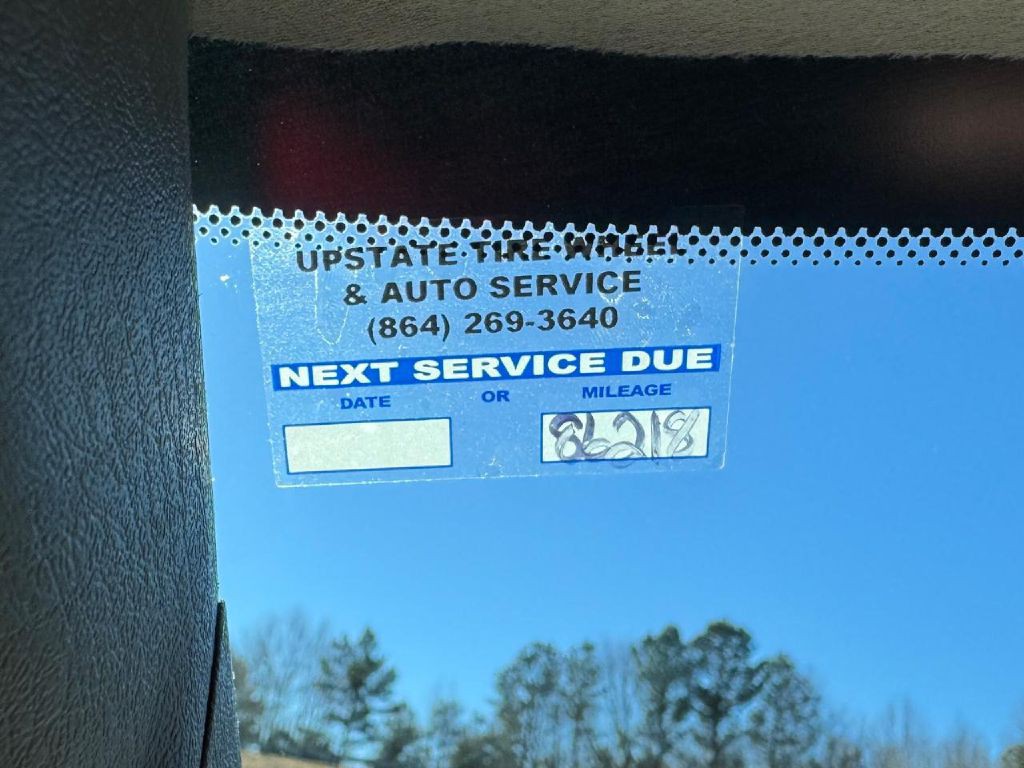 UPSTATE TIRE WHEEL
& AUTO SERVICE
(864) 269-3640
NEXT SERVICE DUE
DATE OR MILEAGE
86218